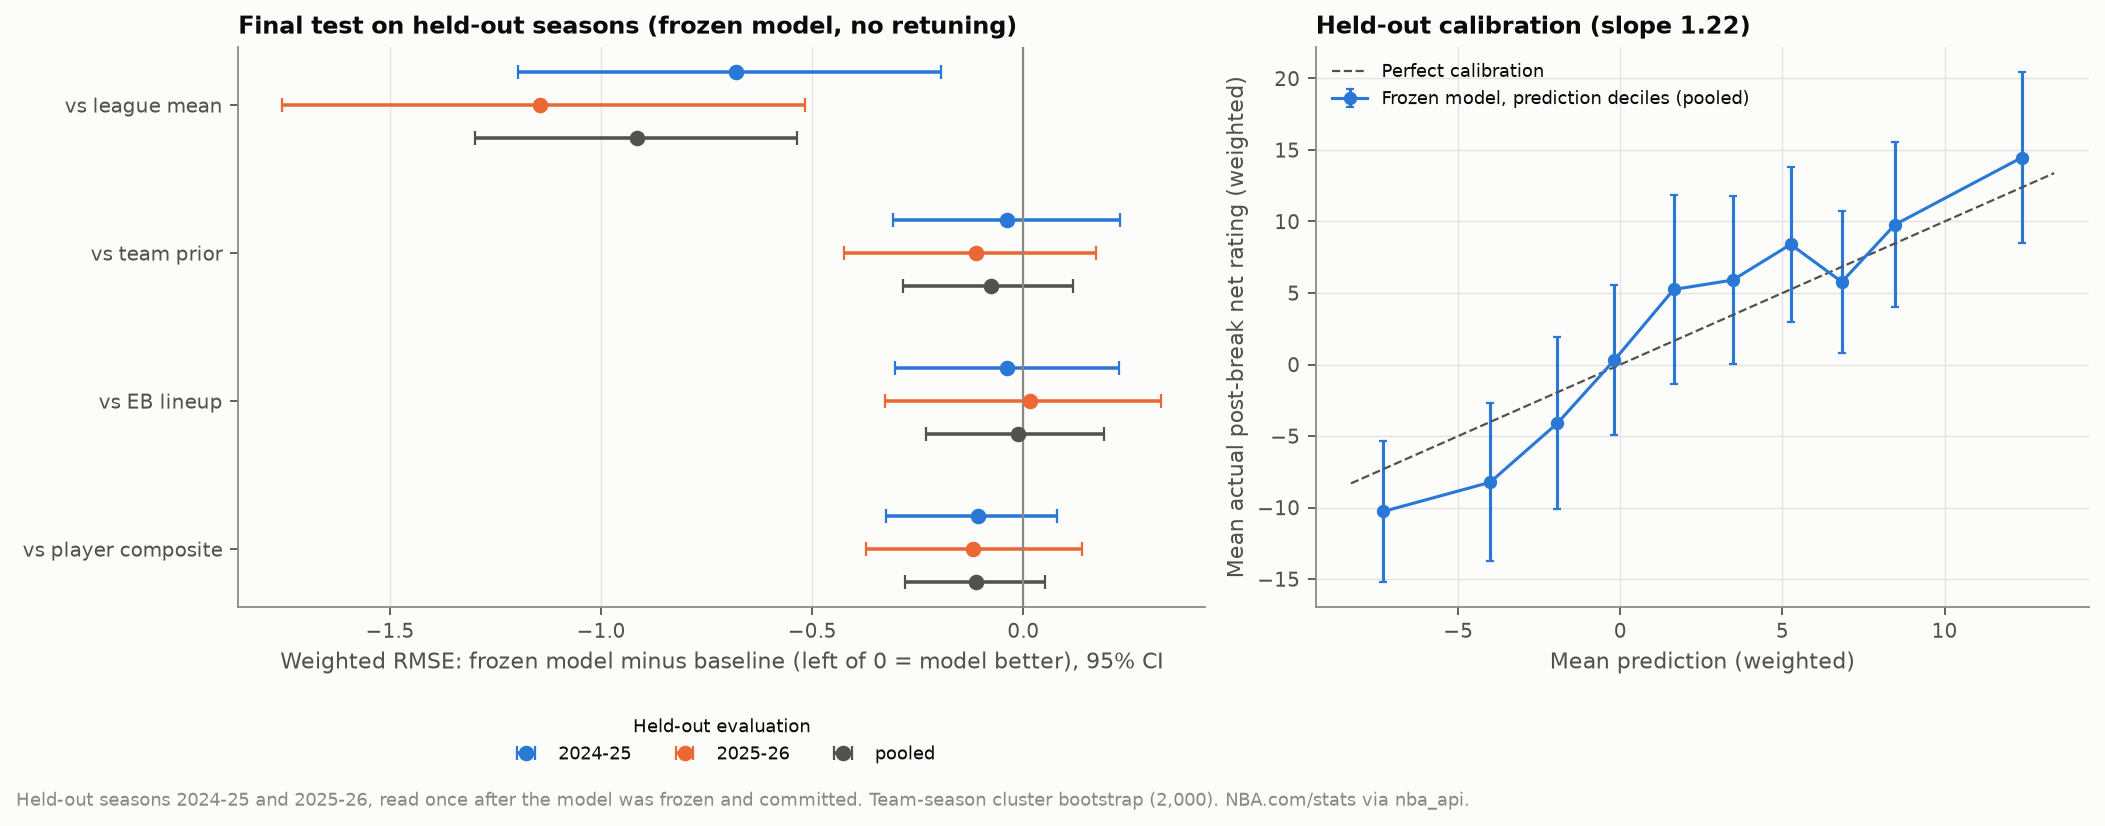 Final test on held-out seasons (frozen model, no retuning)
vs league mean
vs team prior
vs EB lineup
vs player composite
−1.5 −1.0 −0.5 0.0
Weighted RMSE: frozen model minus baseline (left of 0 = model better), 95% CI
Held-out calibration (slope 1.22)
Perfect calibration
Frozen model, prediction deciles (pooled)
Mean actual post-break net rating (weighted)
20
15
10
5
0
−5
−10
−15
−5 0 5 10
Mean prediction (weighted)
Held-out evaluation
2024-25 2025-26 pooled
Held-out seasons 2024-25 and 2025-26, read once after the model was frozen and committed. Team-season cluster bootstrap (2,000). NBA.com/stats via nba_api.